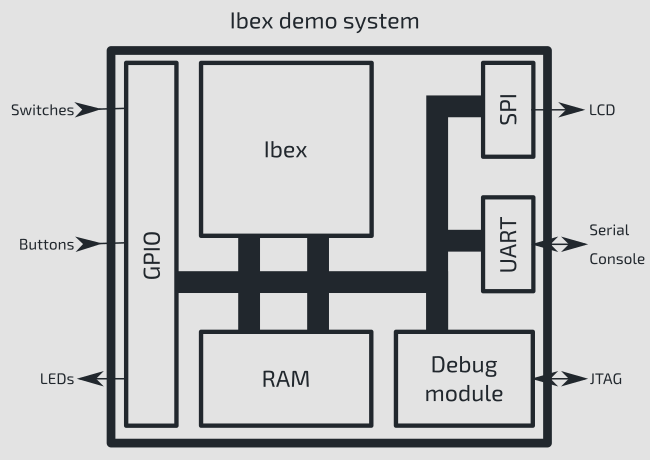 Ibex demo system
Switches
Buttons
LEDs
GPIO
Ibex
RAM
SPI
UART
Debug
module
LCD
Serial
Console
JTAG